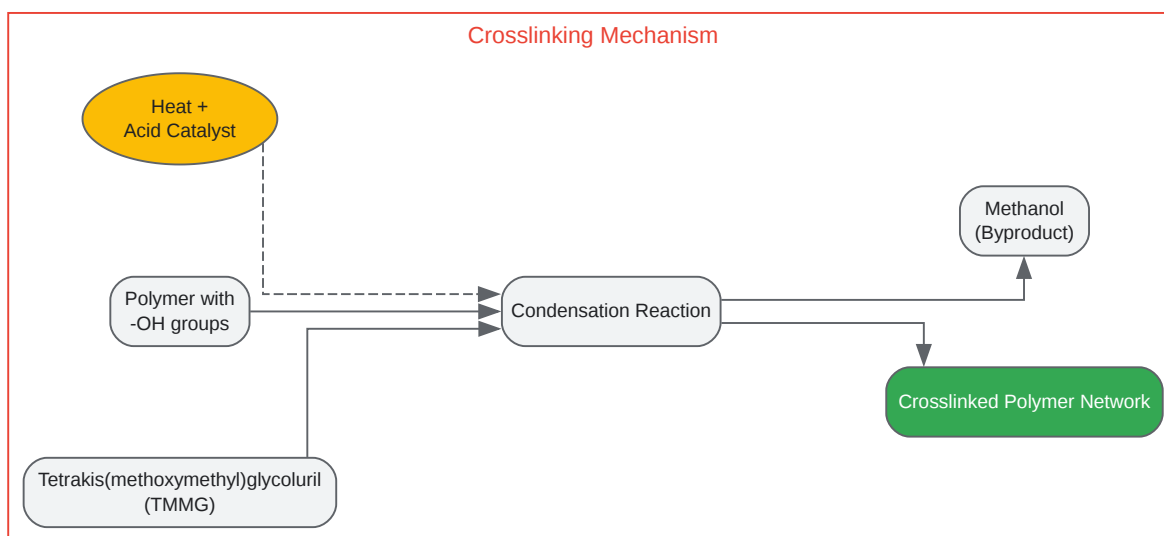 Crosslinking Mechanism
Heat +
Acid Catalyst
Methanol
(Byproduct)
Polymer with
-OH groups
Condensation Reaction
Crosslinked Polymer Network
Tetrakis(methoxymethyl)glycoluril
(TMMG)